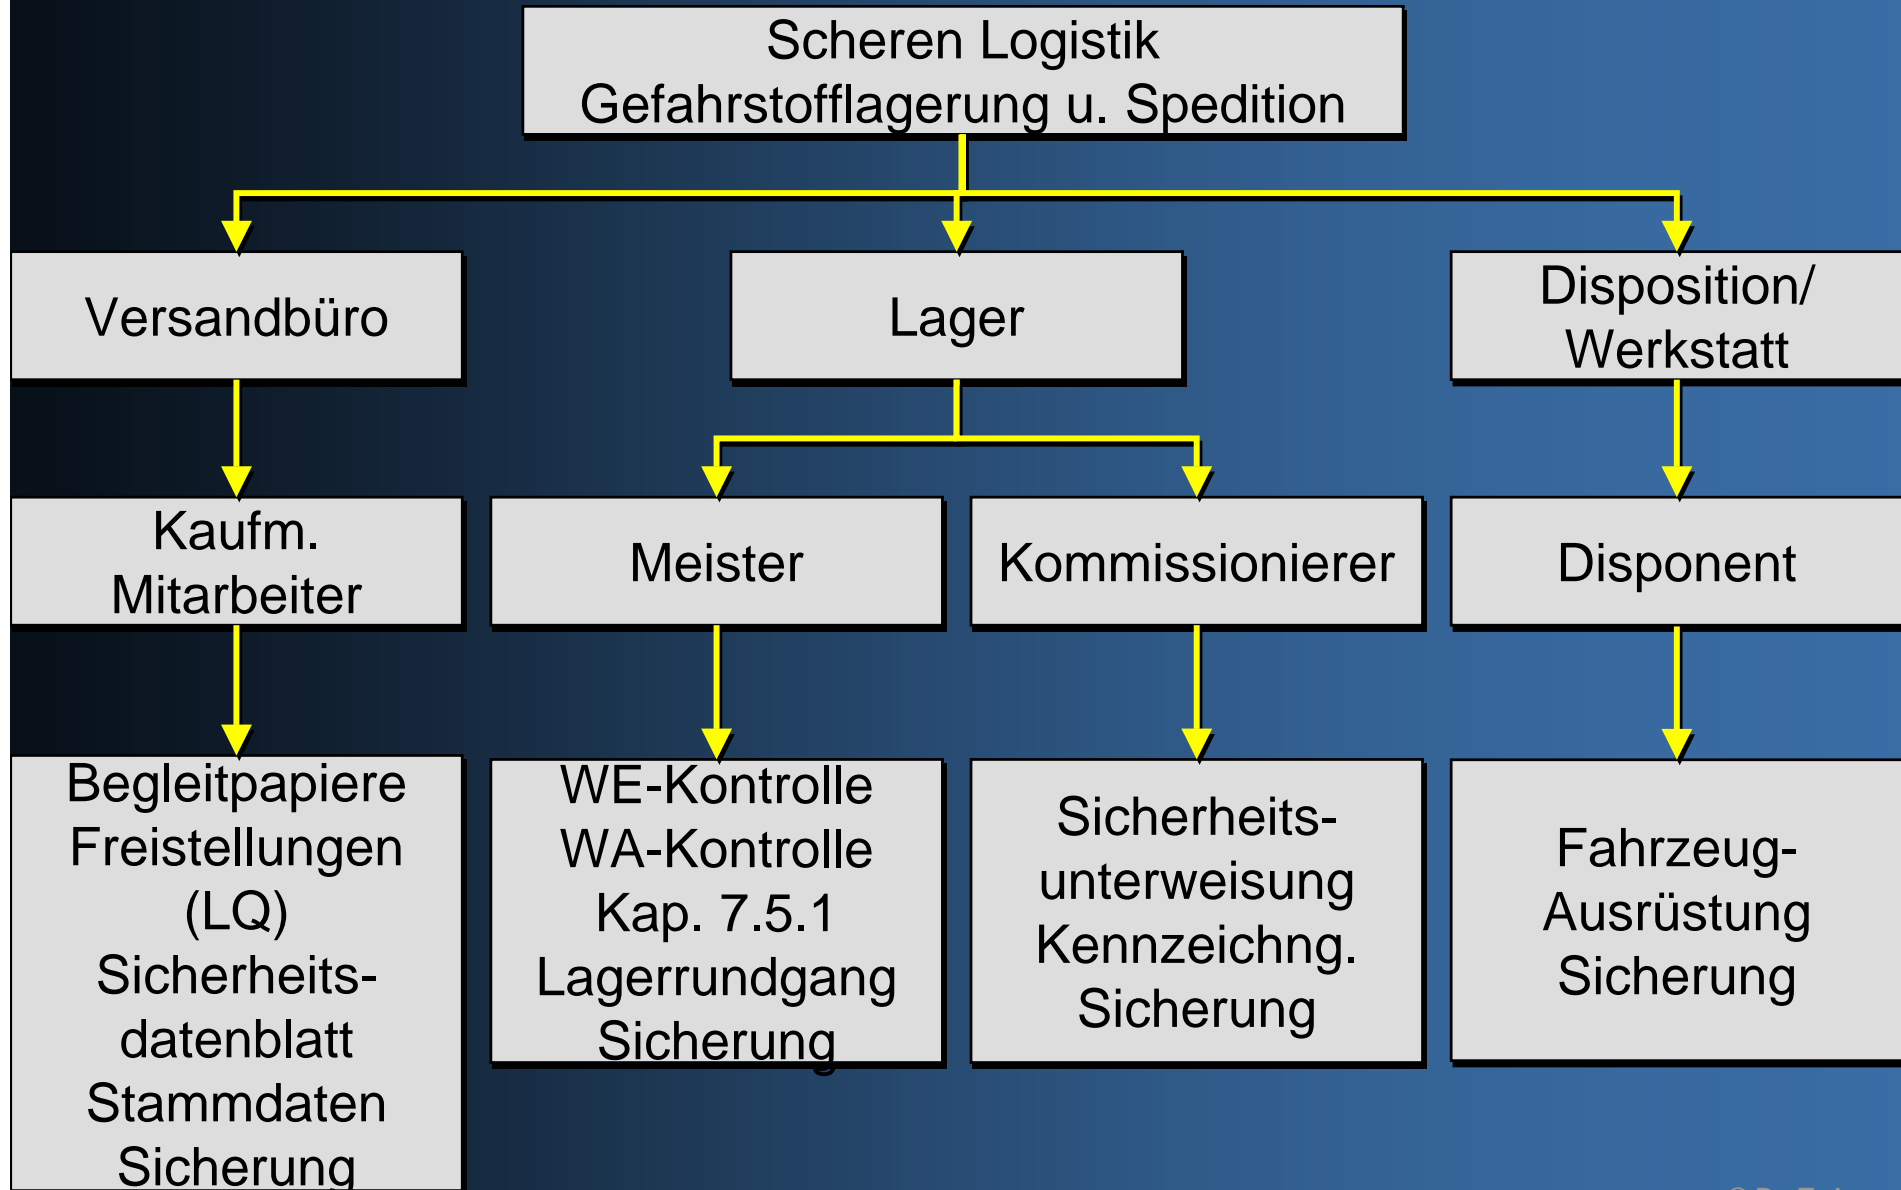 Scheren Logistik
Gefahrstofflagerung u. Spedition
Versandbüro
Lager
Disposition/
Werkstatt
Kaufm.
Mitarbeiter
Meister
Kommissionierer
Disponent
Begleitpapiere
Freistellungen
(LQ)
Sicherheits-
datenblatt
Stammdaten
Sicherung
WE-Kontrolle
WA-Kontrolle
Kap. 7.5.1
Lagerrundgang
Sicherung
Sicherheits-
unterweisung
Kennzeichng.
Sicherung
Fahrzeug-
Ausrüstung
Sicherung